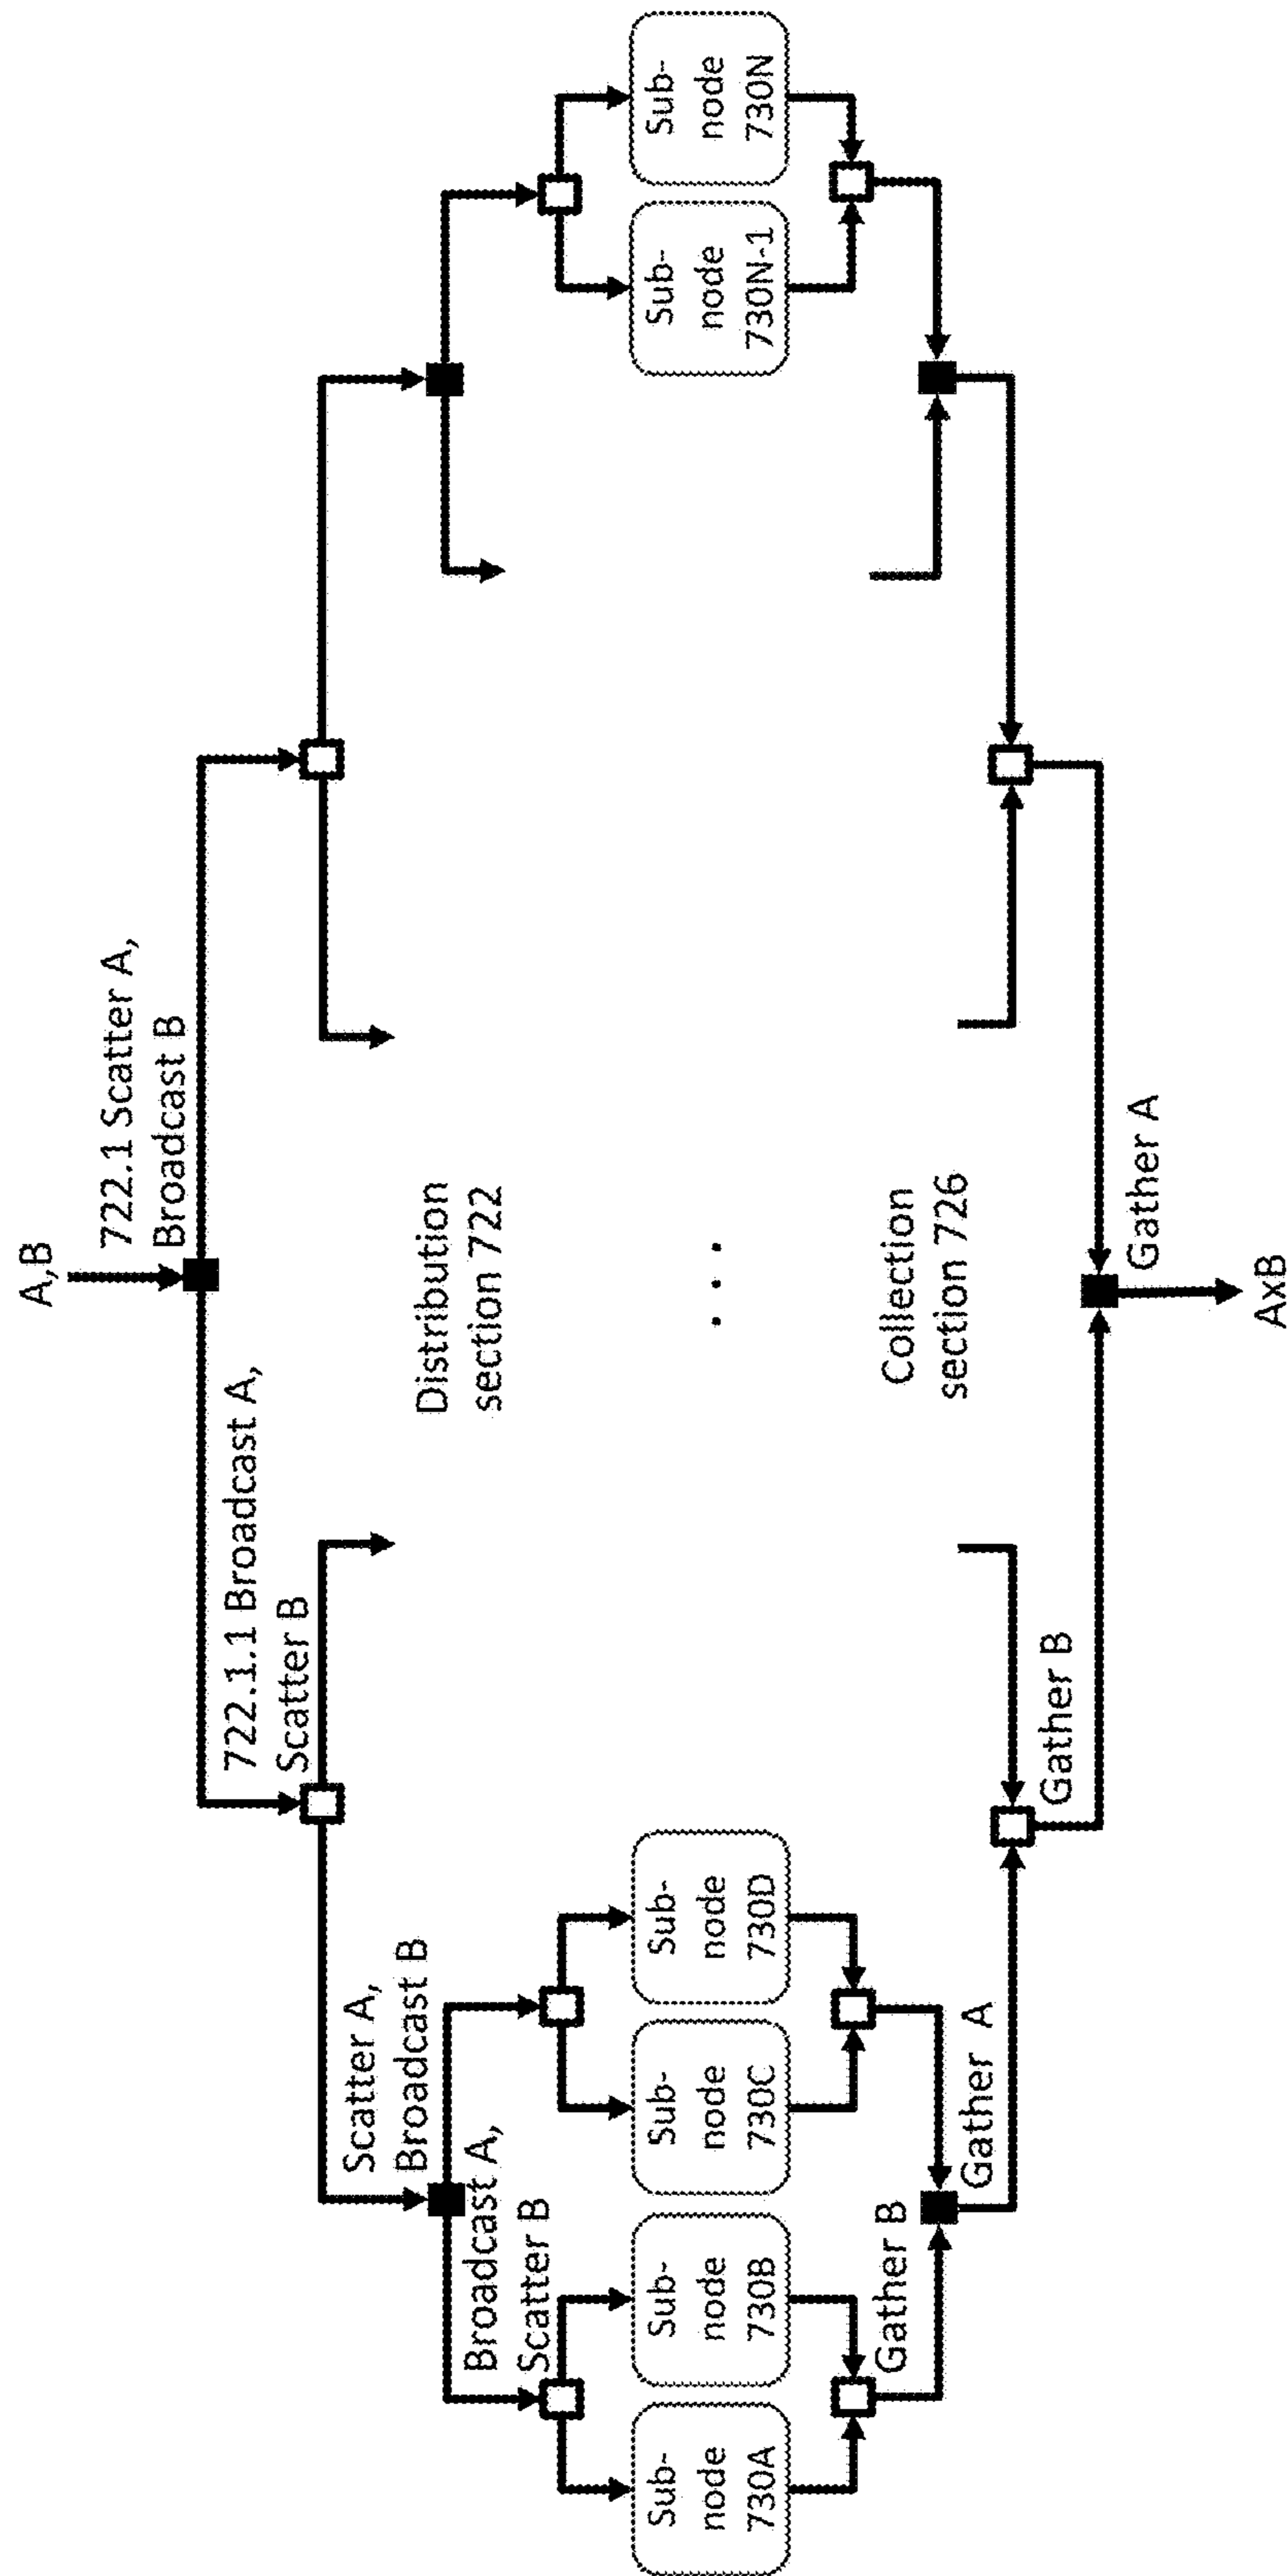 A,B
722.1 Scatter A,
Broadcast B
722.1.1 Broadcast A,
Scatter B
Scatter A,
Broadcast B
Broadcast A,
Scatter B
Distribution
section 722
Sub-
node
730A
Sub-
node
730B
Sub-
node
730C
Sub-
node
730D
. . .
Sub-
node
730N-1
Sub-
node
730N
Collection
section 726
Gather B
Gather A
Gather B
Gather A
AxB